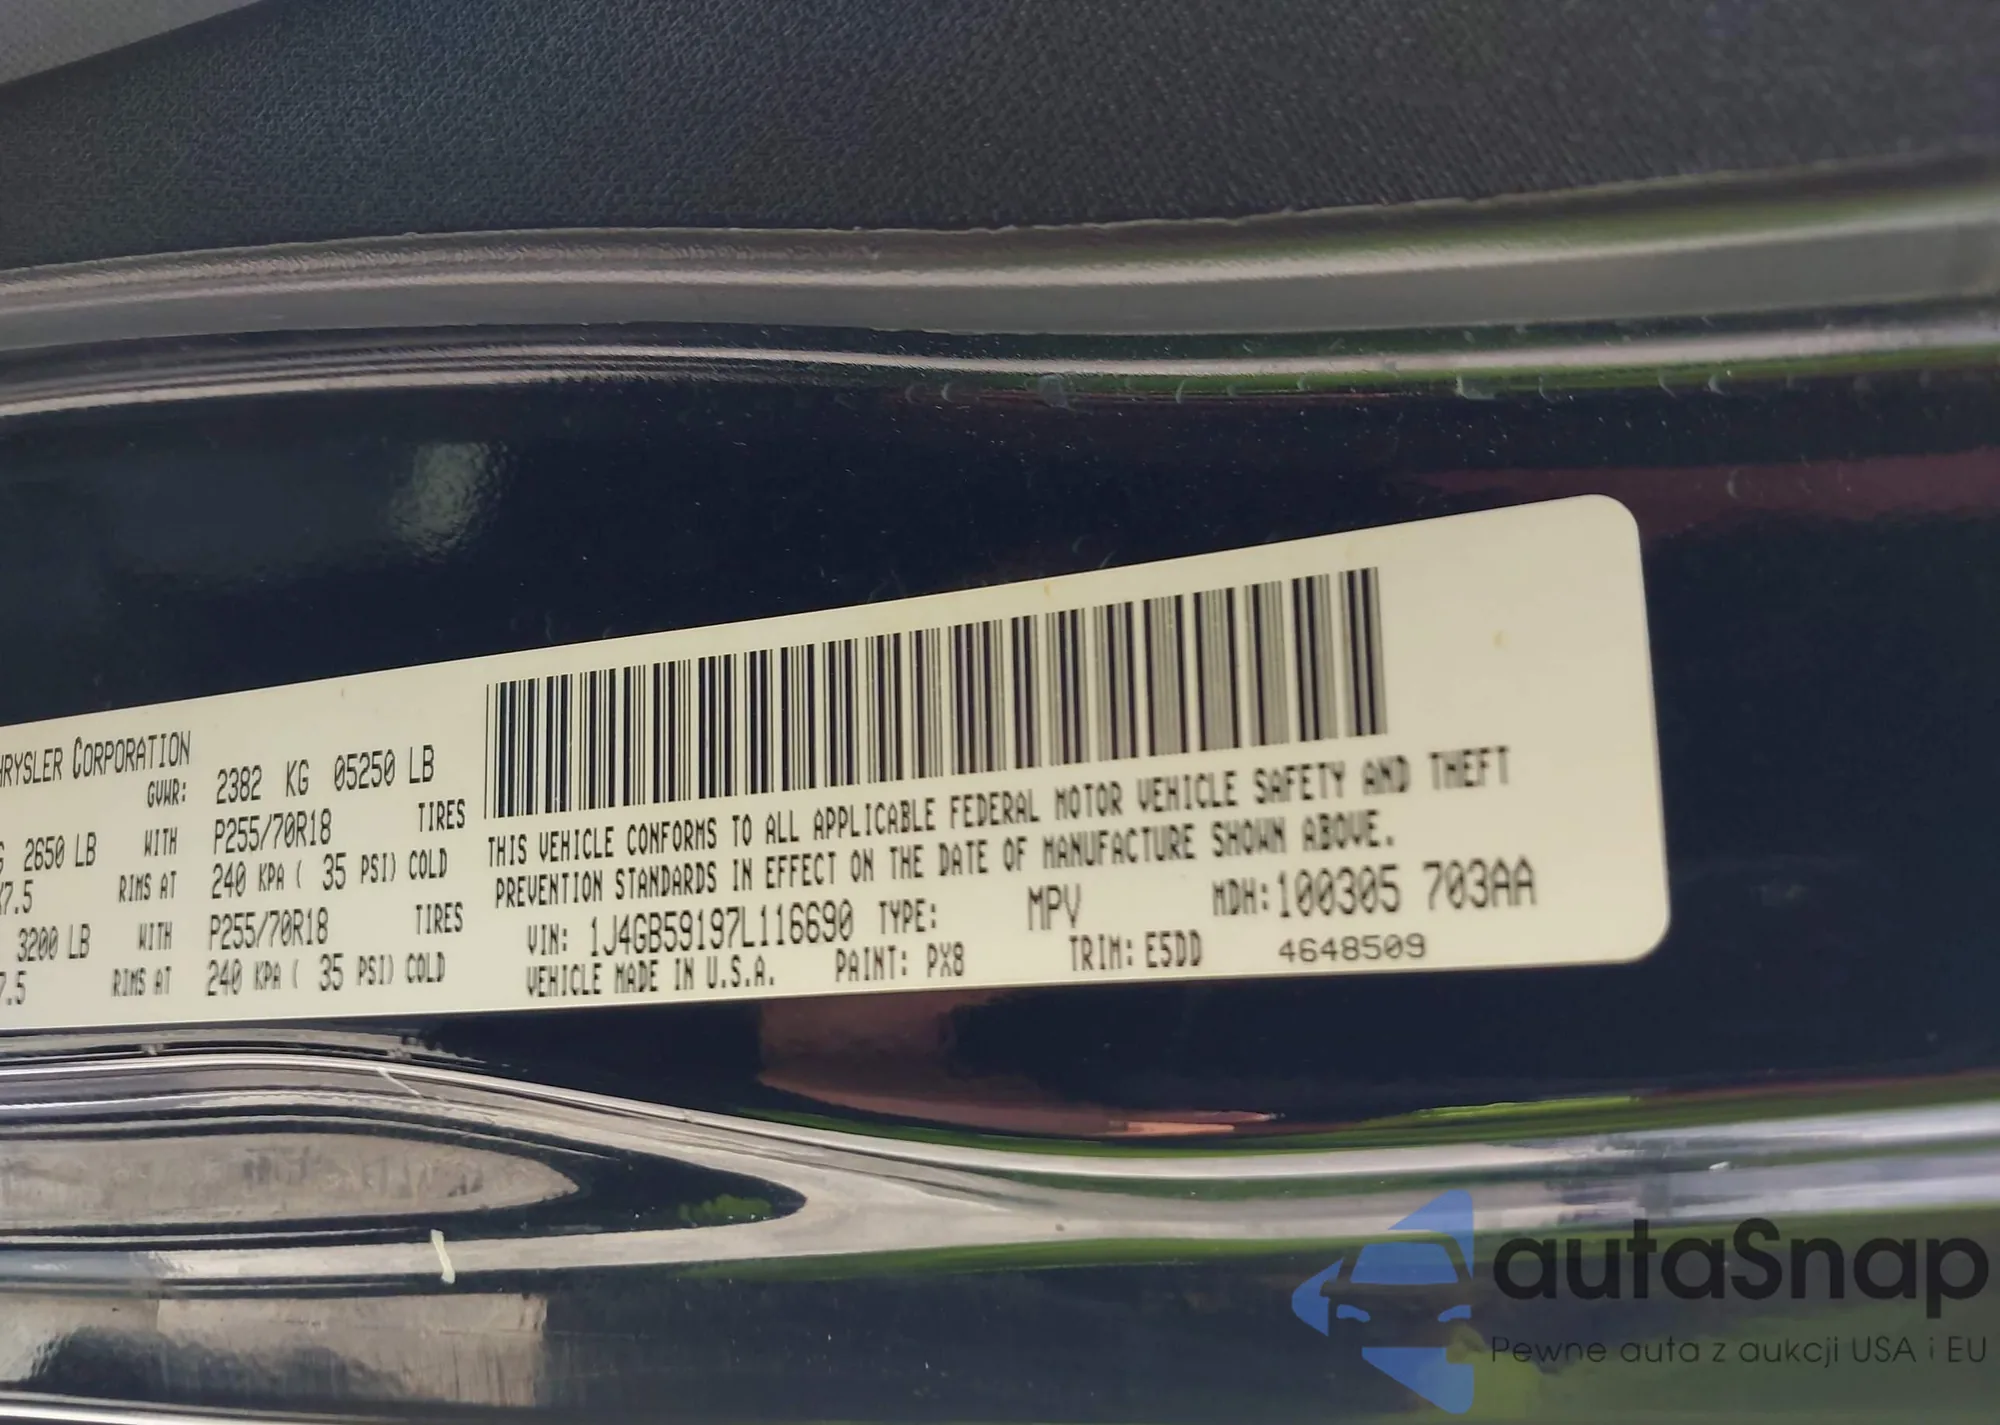 HRYSLER CORPORATION
GVWR: 2382 KG 05250 LB
G 2650 LB WITH P255/70R18 TIRES
X7.5 RIMS AT 240 KPA ( 35 PSI) COLD
3200 LB WITH P255/70R18 TIRES
7.5 RIMS AT 240 KPA ( 35 PSI) COLD
THIS VEHICLE CONFORMS TO ALL APPLICABLE FEDERAL MOTOR VEHICLE SAFETY AND THEFT
PREVENTION STANDARDS IN EFFECT ON THE DATE OF MANUFACTURE SHOWN ABOVE.
VIN: 1J4GB59197L116690 TYPE: MPV MDH: 100305 703AA
VEHICLE MADE IN U.S.A. PAINT: PX8 TRIM: E5DD 4648509
autaSnap
Pewne auta z aukcji USA i EU